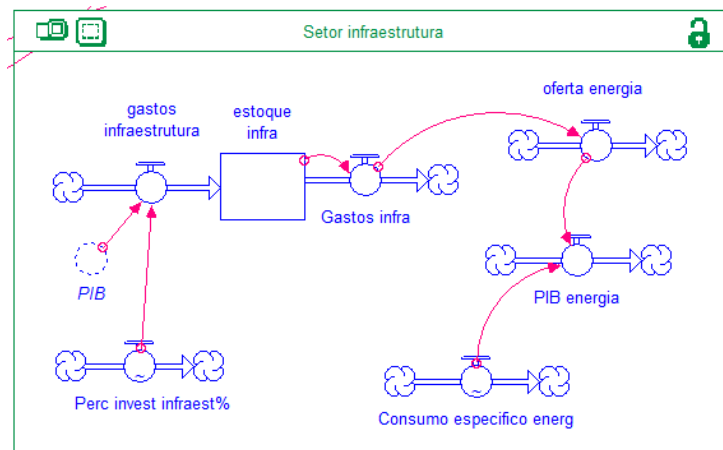 Setor infraestrutura
gastos
infraestrutura
estoque
infra
oferta energia
Gastos infra
PIB
PIB energia
Perc invest infraest%
Consumo especifico energ
~
~